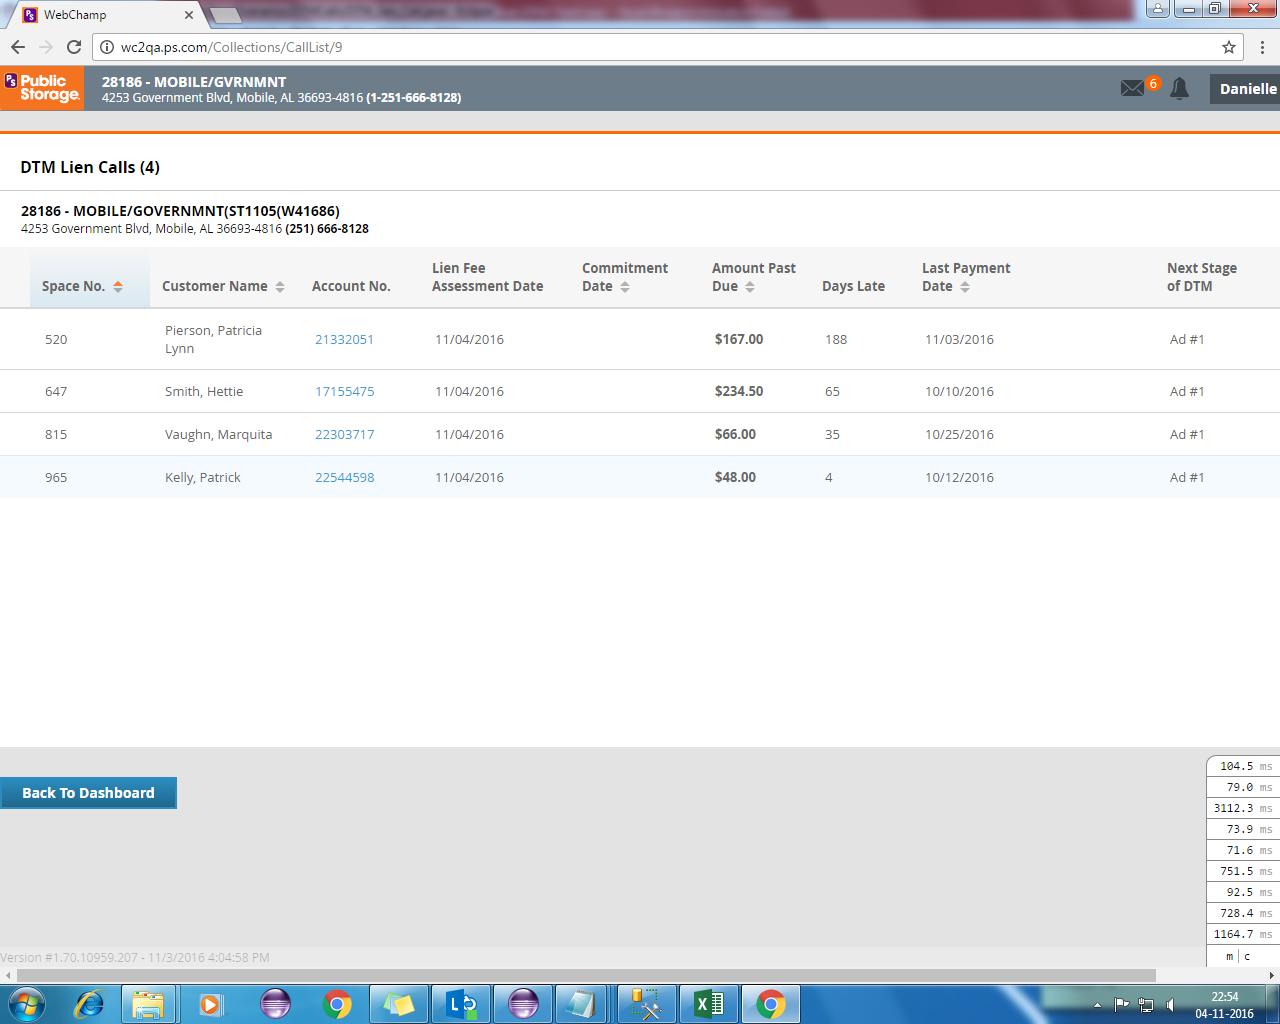 WebChamp
wc2qa.ps.com/Collections/CallList/9
PS Public Storage.
28186 - MOBILE/GVRNMNT
4253 Government Blvd, Mobile, AL 36693-4816 (1-251-666-8128)
6
Danielle
DTM Lien Calls (4)
28186 - MOBILE/GOVERNMNT(ST1105(W41686)
4253 Government Blvd, Mobile, AL 36693-4816 (251) 666-8128
Space No. Customer Name Account No. Lien Fee Assessment Date Commitment Date Amount Past Due Days Late Last Payment Date Next Stage of DTM
520 Pierson, Patricia Lynn 21332051 11/04/2016 $167.00 188 11/03/2016 Ad #1
647 Smith, Hettie 17155475 11/04/2016 $234.50 65 10/10/2016 Ad #1
815 Vaughn, Marquita 22303717 11/04/2016 $66.00 35 10/25/2016 Ad #1
965 Kelly, Patrick 22544598 11/04/2016 $48.00 4 10/12/2016 Ad #1
Back To Dashboard
104.5 ms
79.0 ms
3112.3 ms
73.9 ms
71.6 ms
751.5 ms
92.5 ms
728.4 ms
1164.7 ms
m | c
Version #1.70.10959.207 - 11/3/2016 4:04:58 PM
22:54
04-11-2016